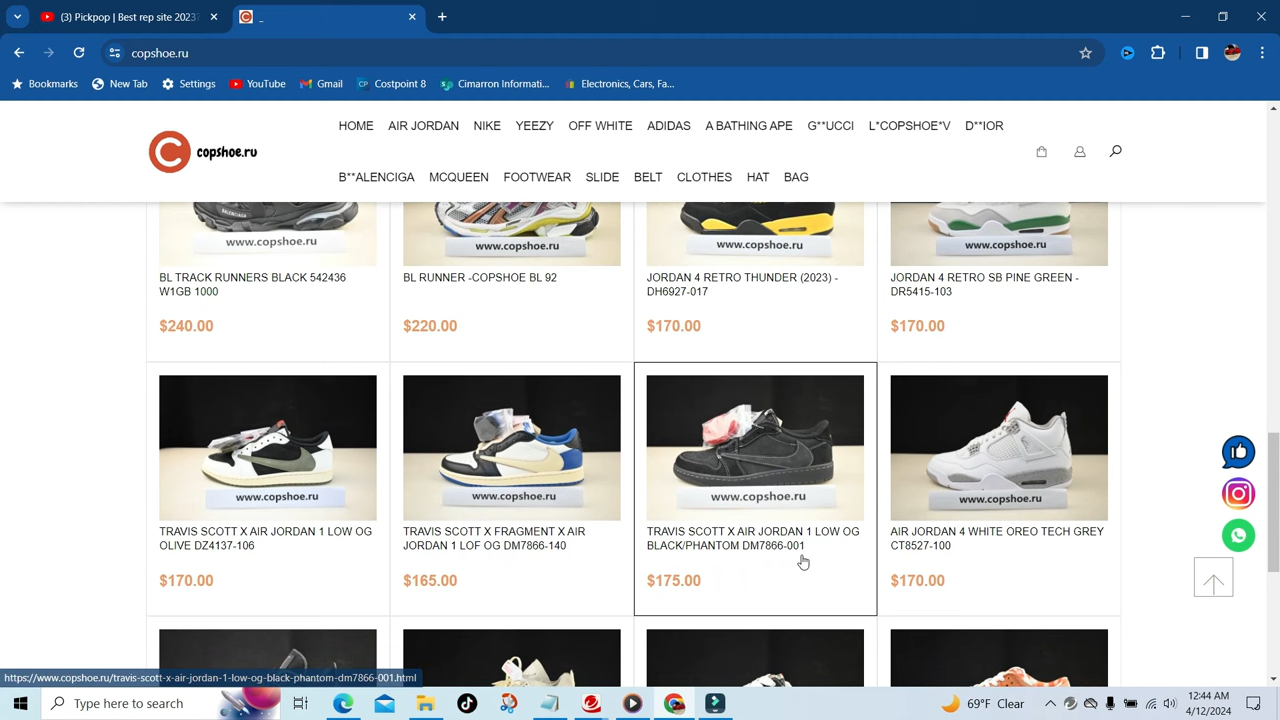 (3) Pickpop | Best rep site 2023
copshoe.ru
Bookmarks New Tab Settings YouTube Gmail Costpoint 8 Cimarron Informati... Electronics, Cars, Fa...
HOME AIR JORDAN NIKE YEEZY OFF WHITE ADIDAS A BATHING APE G**UCCI L*COPSHOE*V D**IOR
copshoe.ru
B**ALENCIGA MCQUEEN FOOTWEAR SLIDE BELT CLOTHES HAT BAG
BALENCIAGA
www.copshoe.ru www.copshoe.ru www.copshoe.ru www.copshoe.ru
BL TRACK RUNNERS BLACK 542436
W1GB 1000
BL RUNNER -COPSHOE BL 92
JORDAN 4 RETRO THUNDER (2023) -
DH6927-017
JORDAN 4 RETRO SB PINE GREEN -
DR5415-103
$240.00 $220.00 $170.00 $170.00
www.copshoe.ru www.copshoe.ru www.copshoe.ru www.copshoe.ru
TRAVIS SCOTT X AIR JORDAN 1 LOW OG
OLIVE DZ4137-106
TRAVIS SCOTT X FRAGMENT X AIR
JORDAN 1 LOF OG DM7866-140
TRAVIS SCOTT X AIR JORDAN 1 LOW OG
BLACK/PHANTOM DM7866-001
AIR JORDAN 4 WHITE OREO TECH GREY
CT8527-100
$170.00 $165.00 $175.00 $170.00
https://www.copshoe.ru/travis-scott-x-air-jordan-1-low-og-black-phantom-dm7866-001.html
Type here to search
69°F Clear
12:44 AM
4/12/2024